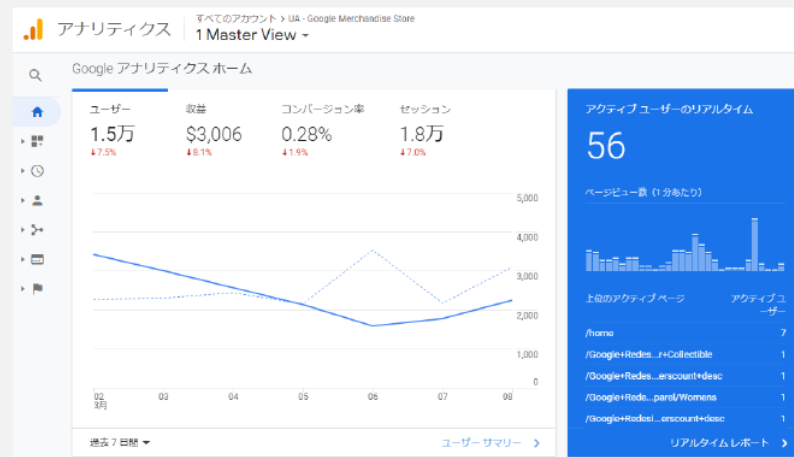 アナリティクス
すべてのアカウント > UA - Google Merchandise Store
1 Master View
Google アナリティクス ホーム
ユーザー
1.5万
↓7.5%
収益
$3,006
↓8.1%
コンバージョン率
0.28%
↓1.9%
セッション
1.8万
↓7.0%
5,000
4,000
3,000
2,000
1,000
0
02
3月
03
04
05
06
07
08
過去 7 日間
ユーザー サマリー
アクティブ ユーザーのリアルタイム
56
ページビュー数（1 分あたり）
上位のアクティブ ページ
アクティブ ユ
ーザー
/home 7
/Google+Redes...r+Collectible 1
/Google+Redes...erscount+desc 1
/Google+Rede...parel/Womens 1
/Google+Redesi...erscount+desc 1
リアルタイム レポート